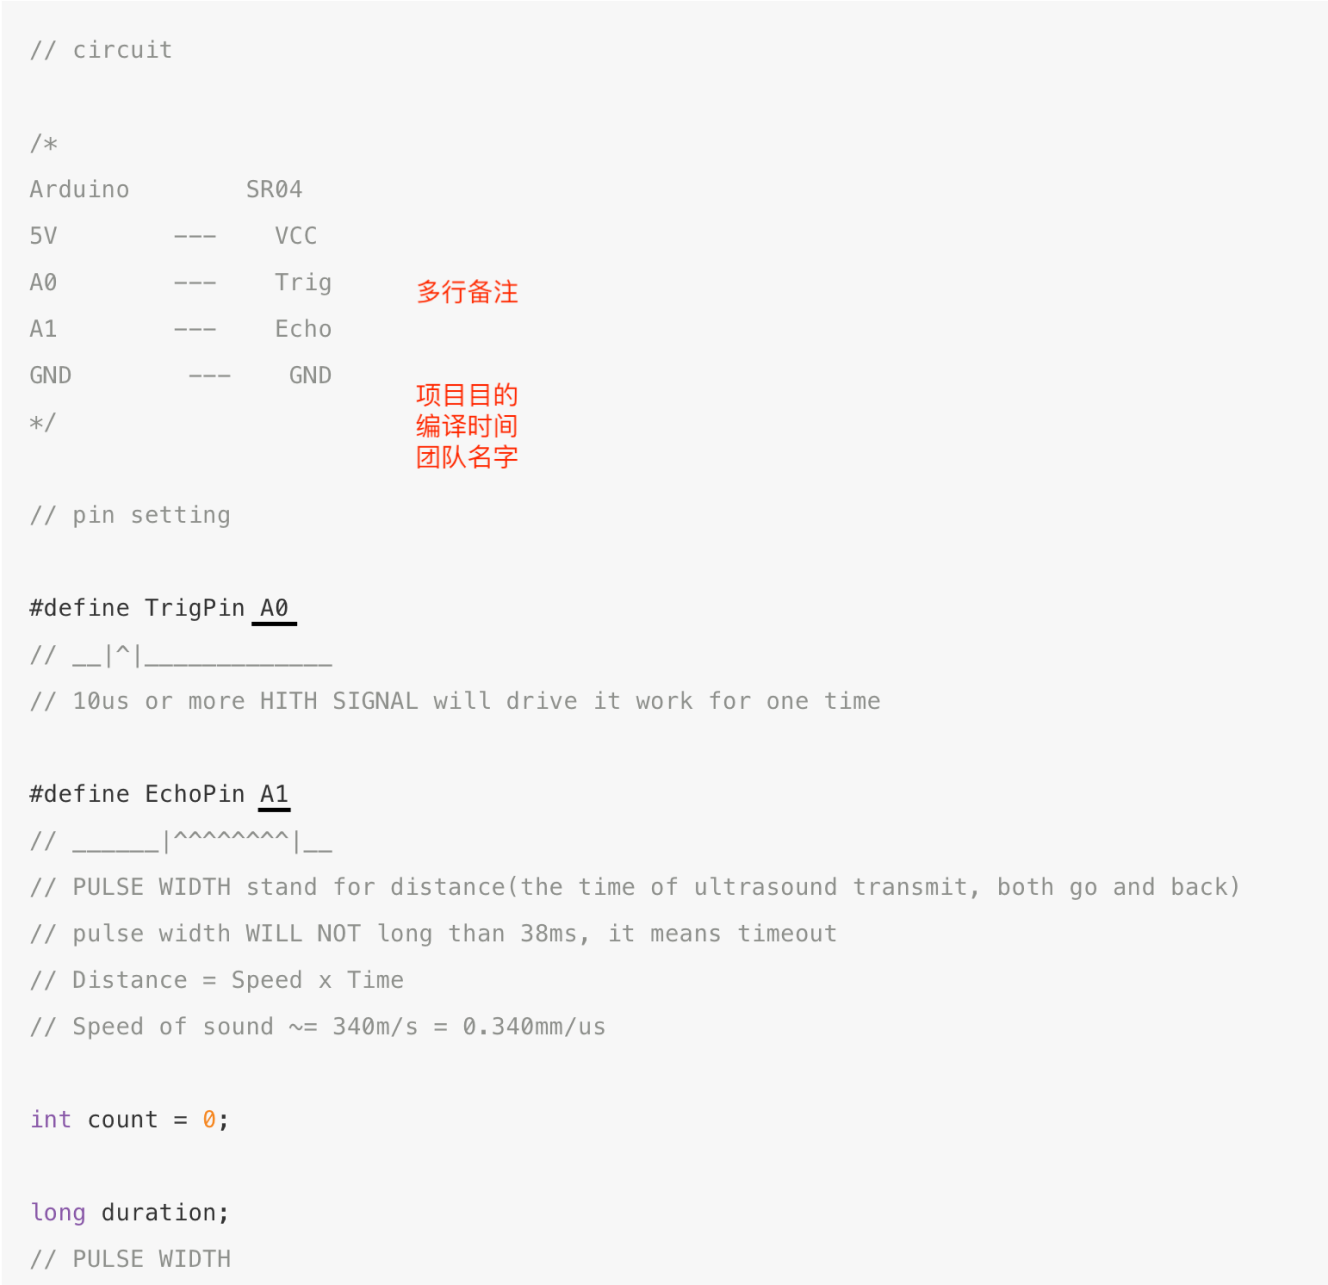 // circuit
/*
Arduino        SR04
5V        ---    VCC
A0        ---    Trig
多行备注
A1        ---    Echo
GND        ---    GND
项目目的
*/
编译时间
团队名字
// pin setting
#define TrigPin A0
// __|^|_____________
// 10us or more HITH SIGNAL will drive it work for one time
#define EchoPin A1
// ______|^^^^^^^^|__
// PULSE WIDTH stand for distance(the time of ultrasound transmit, both go and back)
// pulse width WILL NOT long than 38ms, it means timeout
// Distance = Speed x Time
// Speed of sound ~= 340m/s = 0.340mm/us
int count = 0;
long duration;
// PULSE WIDTH